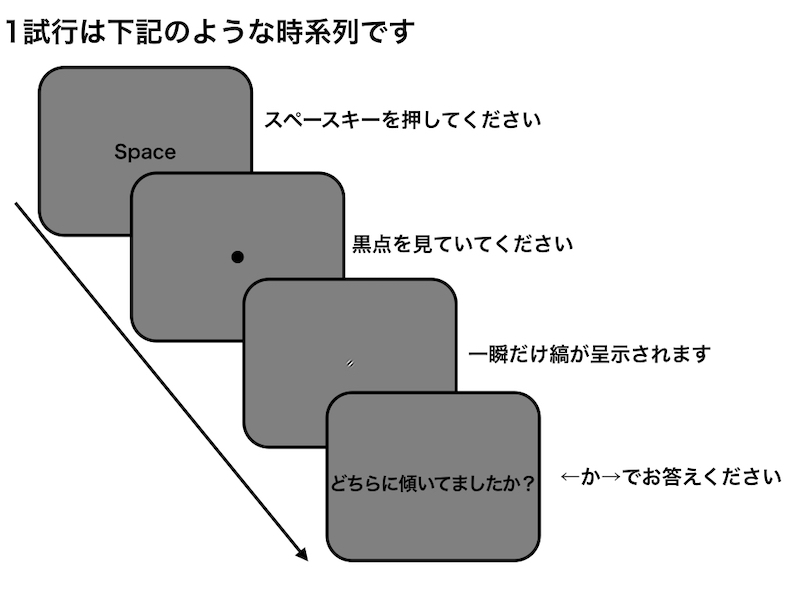 1試行は下記のような時系列です
スペースキーを押してください
Space
黒点を見ていてください
一瞬だけ縞が呈示されます
どちらに傾いてましたか？
←か→でお答えください